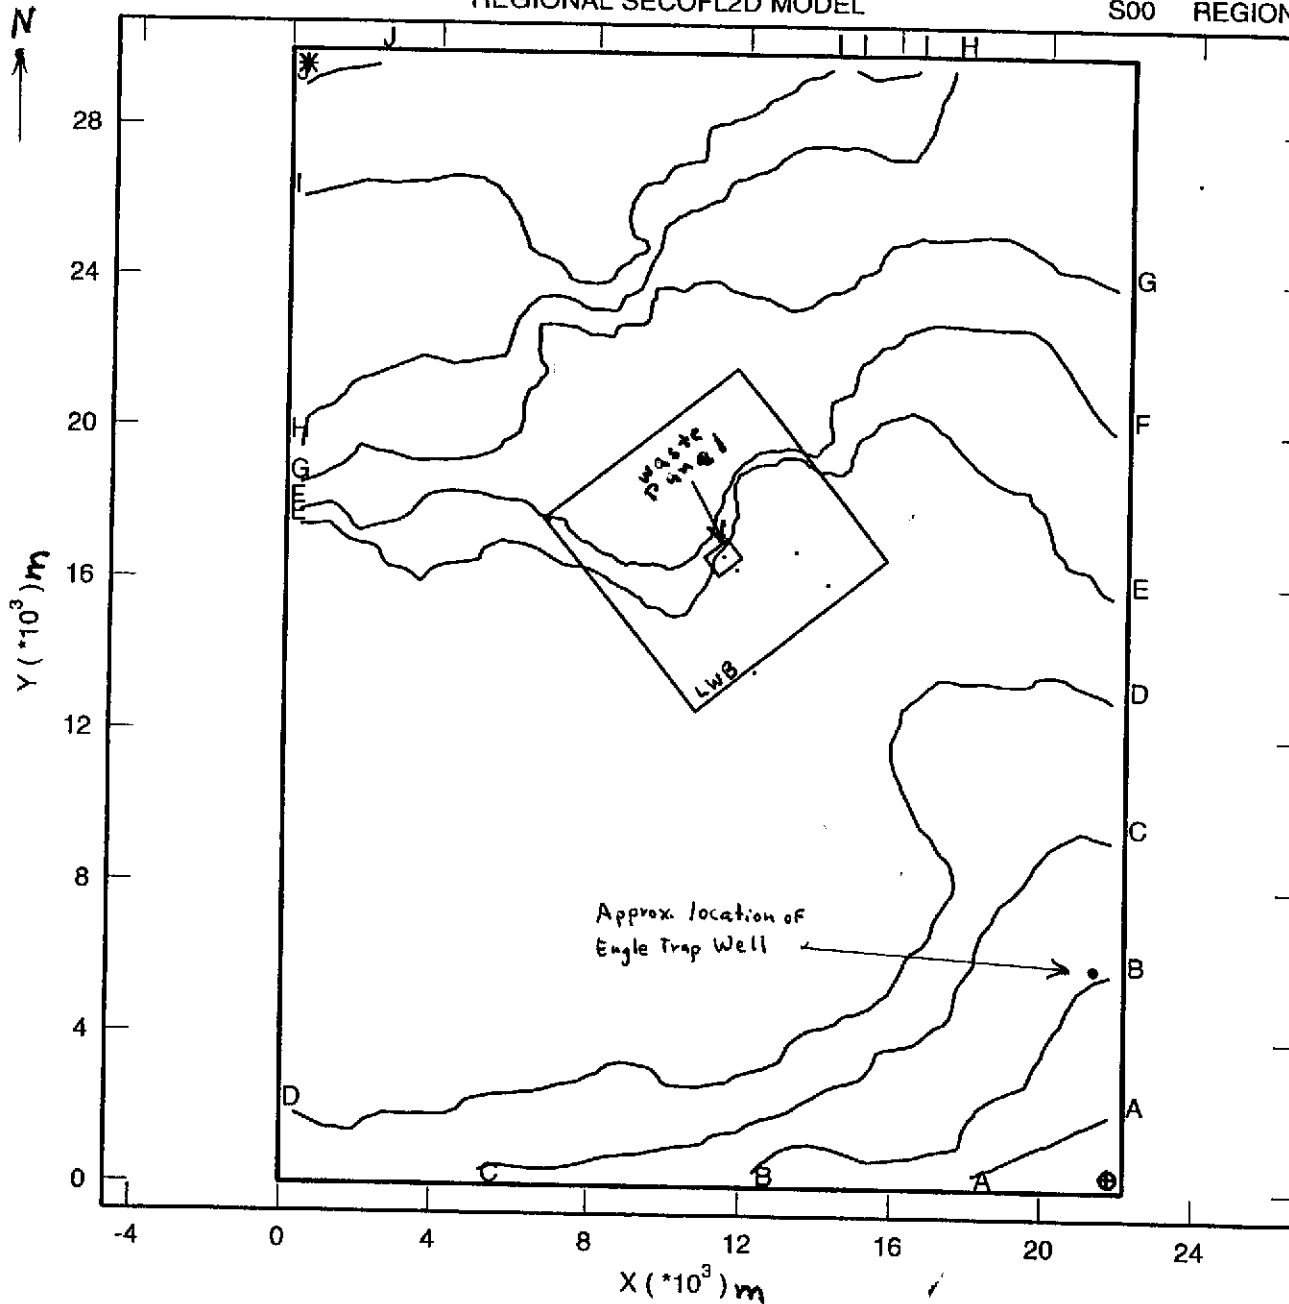 REGIONAL SECOFL2D MODEL
S00 REGION
N
J I I I H
J
28
I
24
G
20
H
F
waste
Panel
G
F
E
Y (*10³) m
16
E
LWB
D
12
C
8
Approx. location of
Engle Trap Well
B
4
D
A
0
C B A
-4 0 4 8 12 16 20 24
X (*10³) m